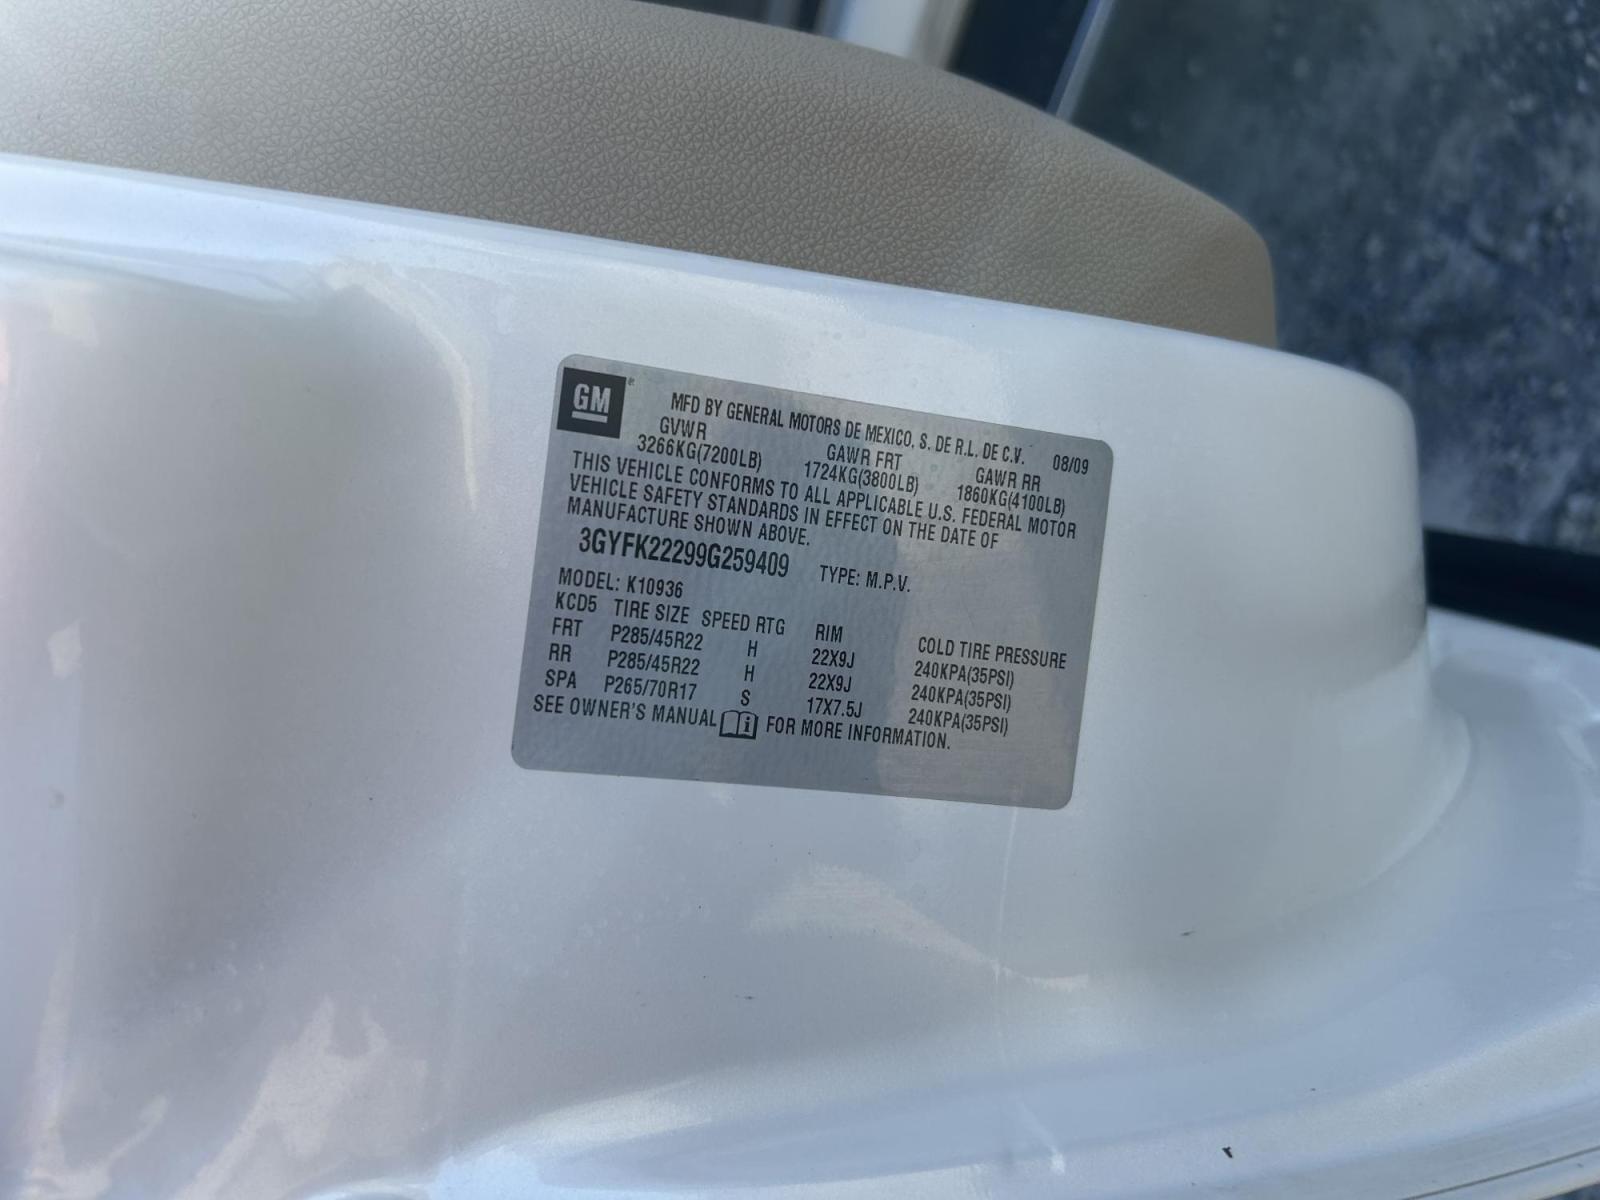 GM
MFD BY GENERAL MOTORS DE MEXICO, S. DE R.L. DE C.V. 08/09
GVWR GAWR FRT GAWR RR
3266KG(7200LB) 1724KG(3800LB) 1860KG(4100LB)
THIS VEHICLE CONFORMS TO ALL APPLICABLE U.S. FEDERAL MOTOR
VEHICLE SAFETY STANDARDS IN EFFECT ON THE DATE OF
MANUFACTURE SHOWN ABOVE.
3GYFK22299G259409 TYPE: M.P.V.
MODEL: K10936
KCD5 TIRE SIZE SPEED RTG RIM COLD TIRE PRESSURE
FRT P285/45R22 H 22X9J 240KPA(35PSI)
RR P285/45R22 H 22X9J 240KPA(35PSI)
SPA P265/70R17 S 17X7.5J 240KPA(35PSI)
SEE OWNER'S MANUAL i FOR MORE INFORMATION.